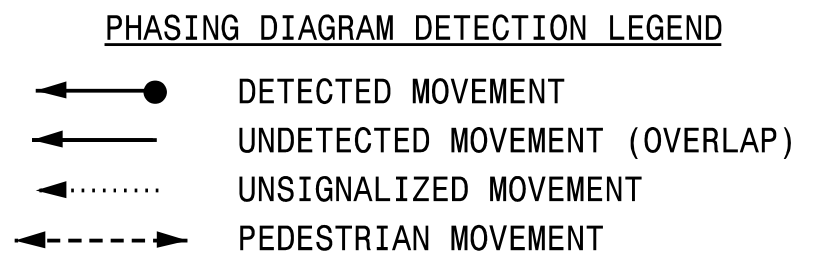 PHASING DIAGRAM DETECTION LEGEND
DETECTED MOVEMENT
UNDETECTED MOVEMENT (OVERLAP)
UNSIGNALIZED MOVEMENT
PEDESTRIAN MOVEMENT